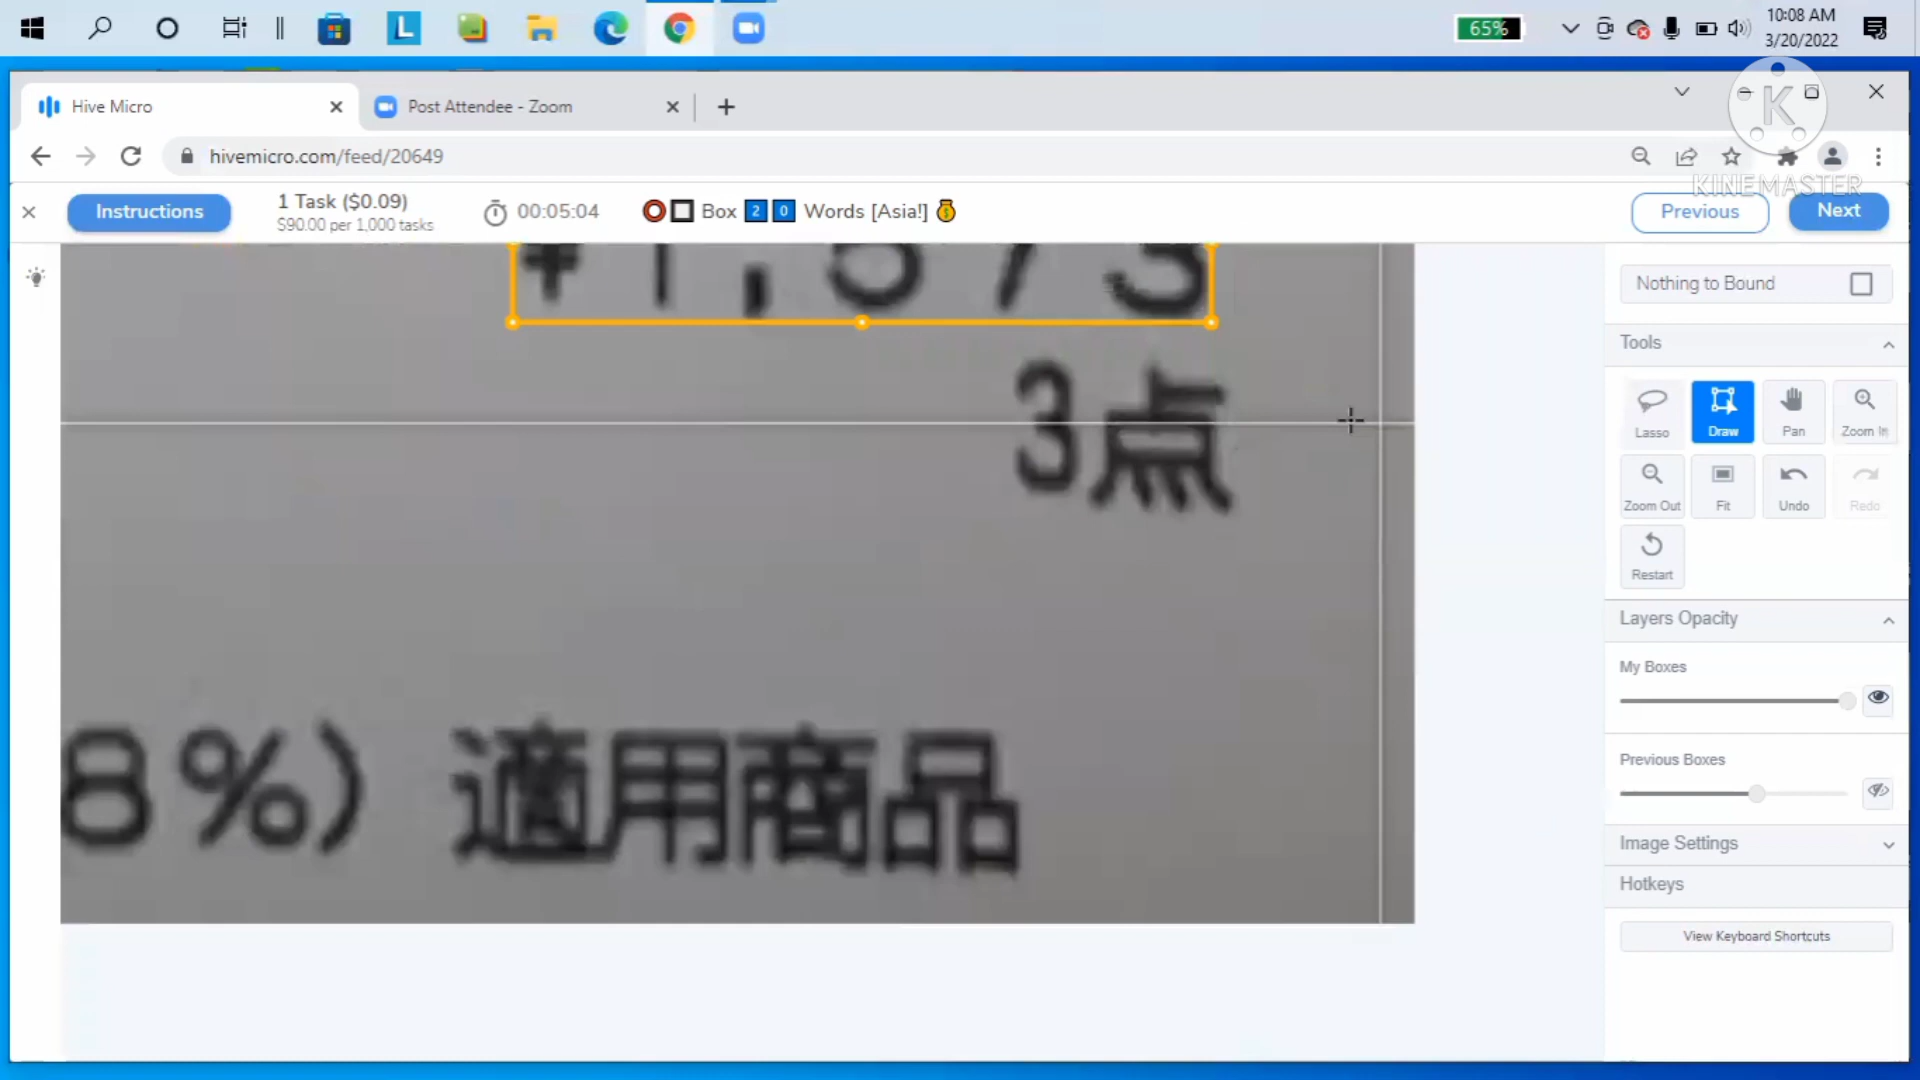 65%
10:08 AM
3/20/2022
Hive Micro
Post Attendee - Zoom
hivemicro.com/feed/20649
KINEMASTER
Instructions
1 Task ($0.09)
$90.00 per 1,000 tasks
00:05:04
Box 2 0 Words [Asia!]
Previous
Next
Nothing to Bound
3点
8%) 適用商品
Tools
Lasso
Draw
Pan
Zoom In
Zoom Out
Fit
Undo
Redo
Restart
Layers Opacity
My Boxes
Previous Boxes
Image Settings
Hotkeys
View Keyboard Shortcuts